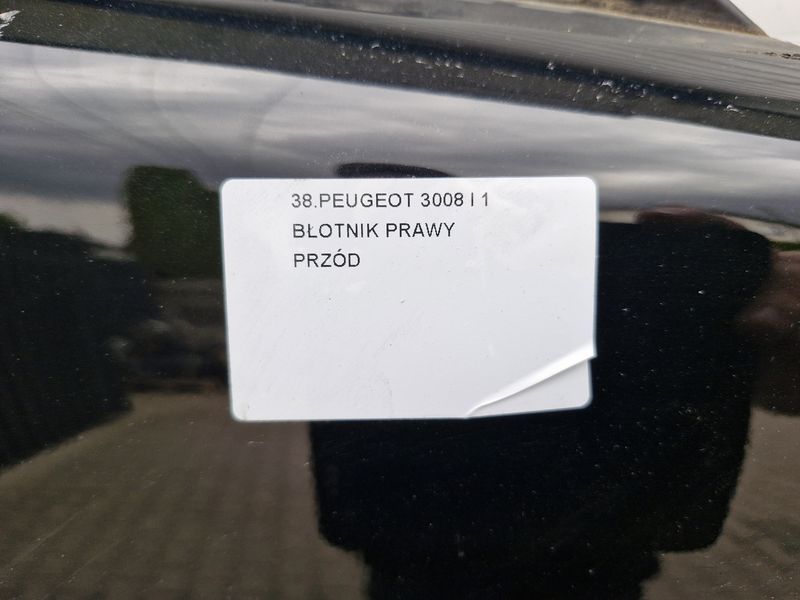 38.PEUGEOT 3008 I 1
BŁOTNIK PRAWY
PRZÓD